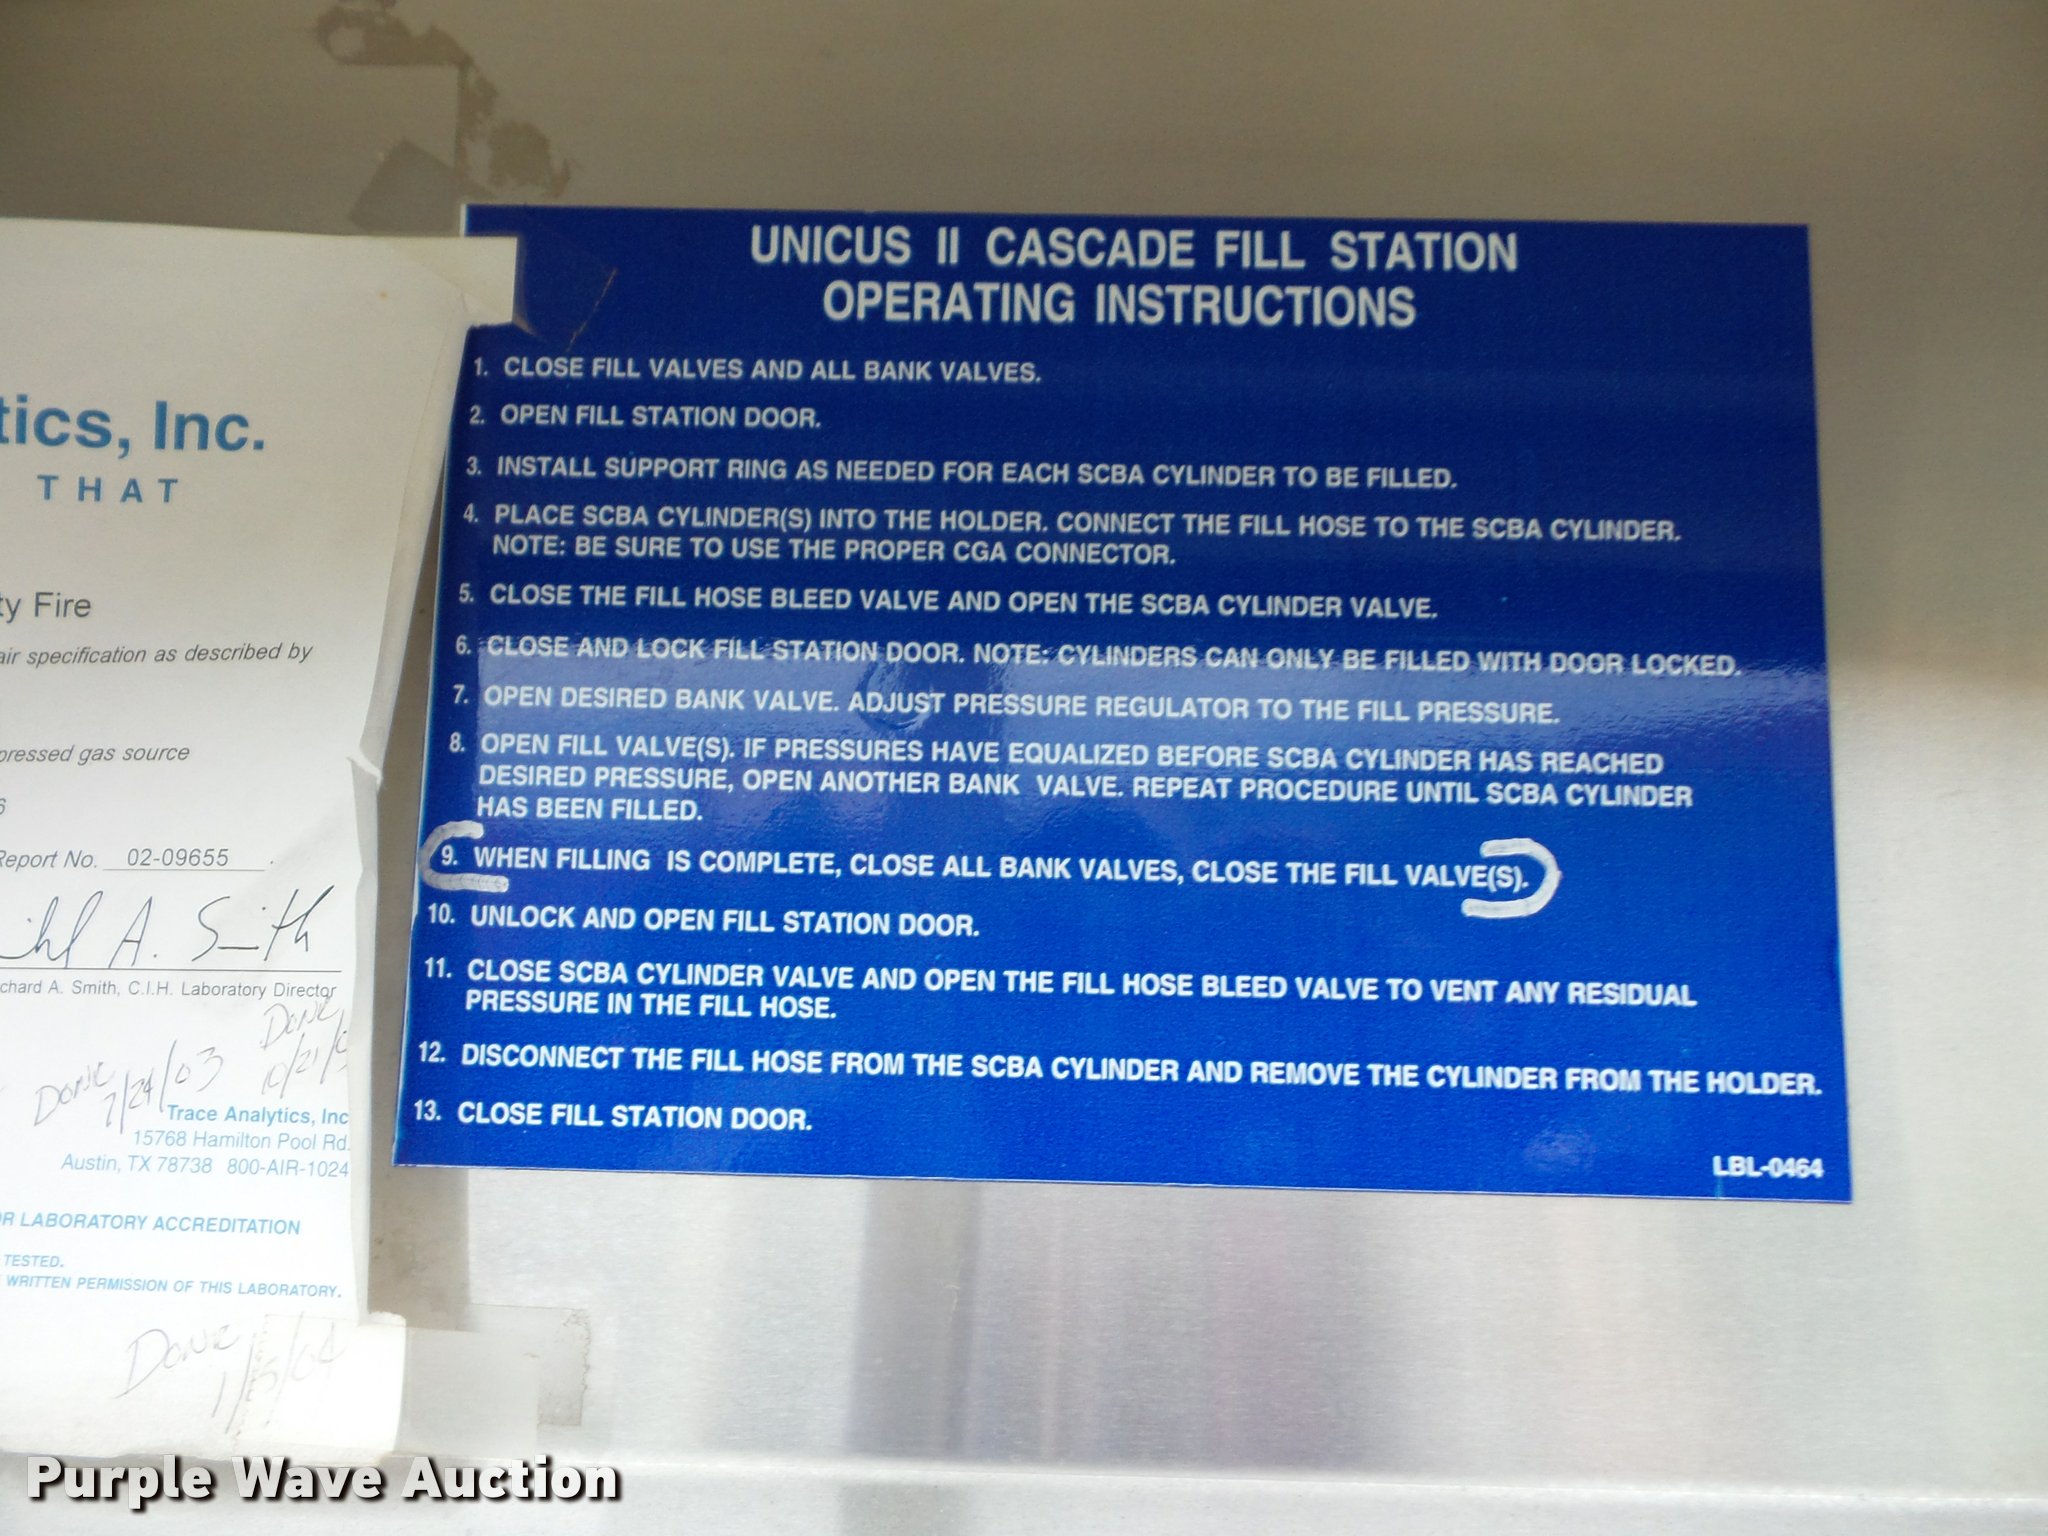 tics, Inc.
THAT
ty Fire
air specification as described by
pressed gas source
6
Report No. 02-09655
chard A. Smith, C.I.H. Laboratory Director
Done
7/24/03
Done
10/21/
Trace Analytics, Inc
15768 Hamilton Pool Rd.
Austin, TX 78738 800-AIR-1024
OR LABORATORY ACCREDITATION
TESTED.
WRITTEN PERMISSION OF THIS LABORATORY.
Done
UNICUS II CASCADE FILL STATION
OPERATING INSTRUCTIONS
1. CLOSE FILL VALVES AND ALL BANK VALVES.
2. OPEN FILL STATION DOOR.
3. INSTALL SUPPORT RING AS NEEDED FOR EACH SCBA CYLINDER TO BE FILLED.
4. PLACE SCBA CYLINDER(S) INTO THE HOLDER. CONNECT THE FILL HOSE TO THE SCBA CYLINDER.
NOTE: BE SURE TO USE THE PROPER CGA CONNECTOR.
5. CLOSE THE FILL HOSE BLEED VALVE AND OPEN THE SCBA CYLINDER VALVE.
6. CLOSE AND LOCK FILL STATION DOOR. NOTE: CYLINDERS CAN ONLY BE FILLED WITH DOOR LOCKED.
7. OPEN DESIRED BANK VALVE. ADJUST PRESSURE REGULATOR TO THE FILL PRESSURE.
8. OPEN FILL VALVE(S). IF PRESSURES HAVE EQUALIZED BEFORE SCBA CYLINDER HAS REACHED
DESIRED PRESSURE, OPEN ANOTHER BANK VALVE. REPEAT PROCEDURE UNTIL SCBA CYLINDER
HAS BEEN FILLED.
9. WHEN FILLING IS COMPLETE, CLOSE ALL BANK VALVES, CLOSE THE FILL VALVE(S).
10. UNLOCK AND OPEN FILL STATION DOOR.
11. CLOSE SCBA CYLINDER VALVE AND OPEN THE FILL HOSE BLEED VALVE TO VENT ANY RESIDUAL
PRESSURE IN THE FILL HOSE.
12. DISCONNECT THE FILL HOSE FROM THE SCBA CYLINDER AND REMOVE THE CYLINDER FROM THE HOLDER.
13. CLOSE FILL STATION DOOR.
LBL-0464
Purple Wave Auction